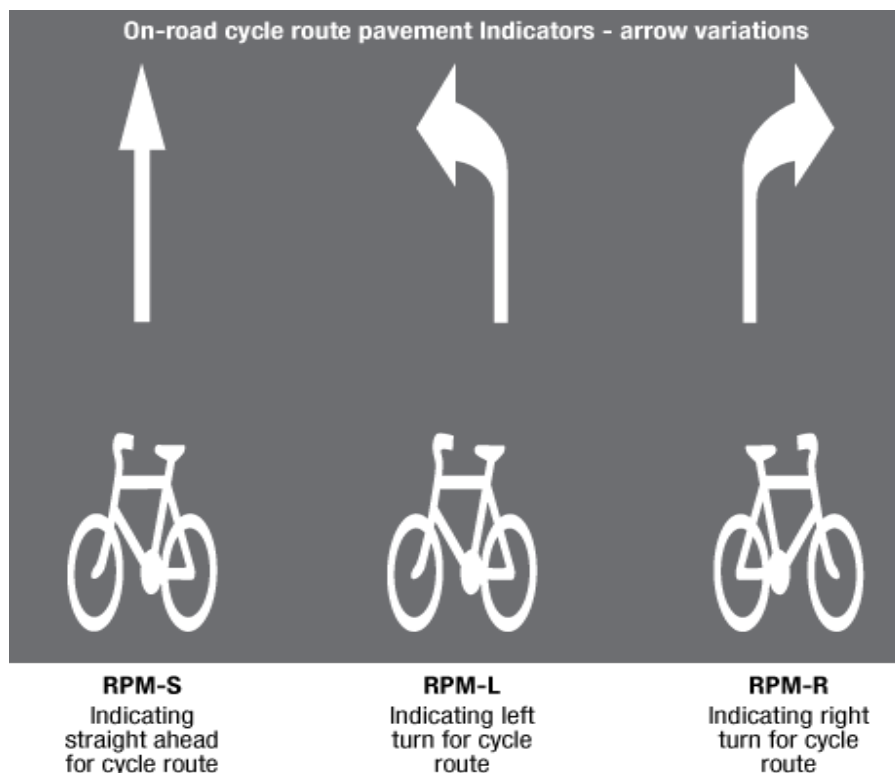 On-road cycle route pavement Indicators - arrow variations
RPM-S
Indicating
straight ahead
for cycle route
RPM-L
Indicating left
turn for cycle
route
RPM-R
Indicating right
turn for cycle
route